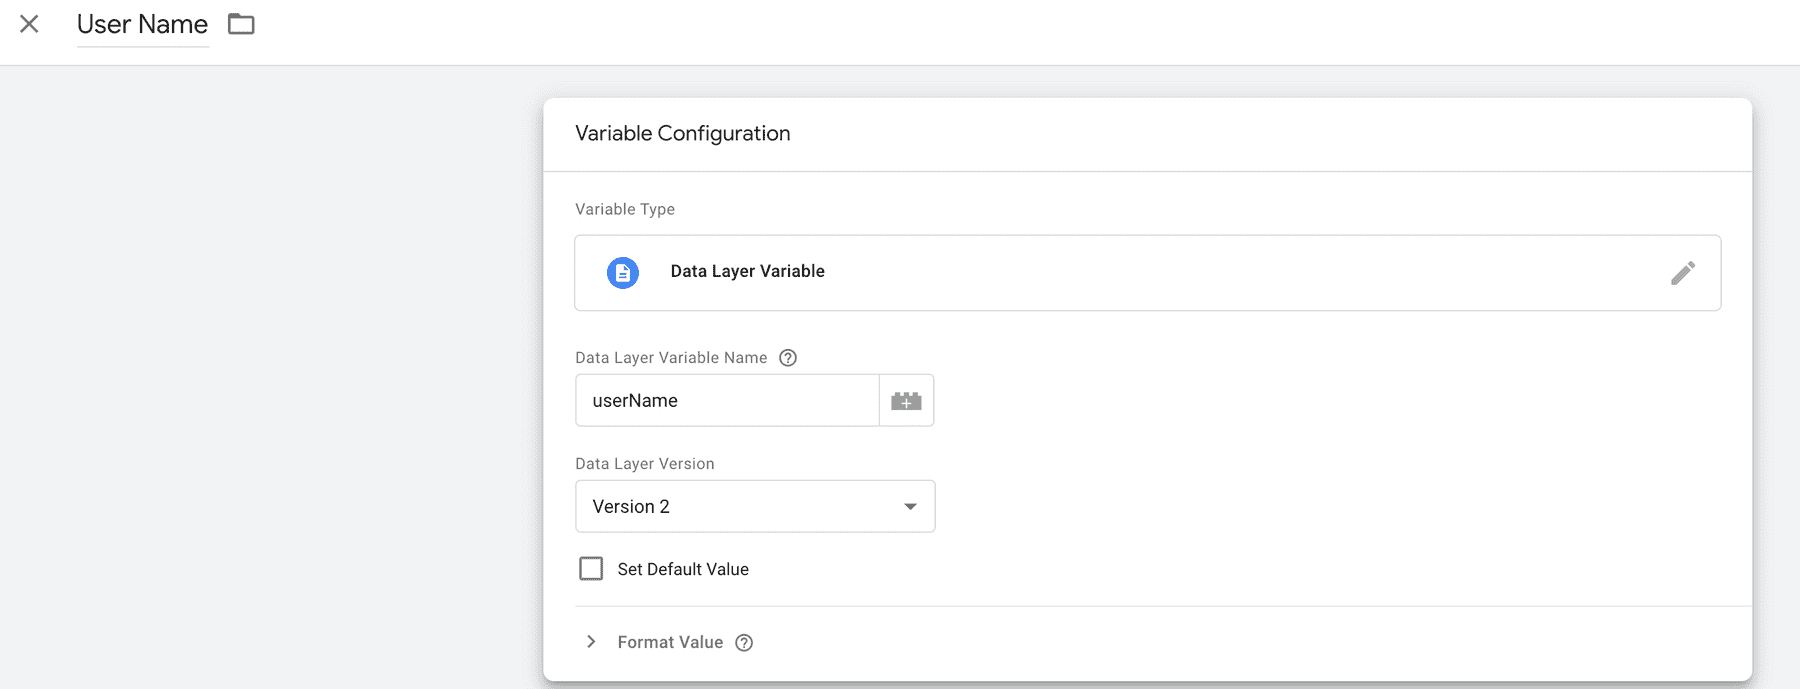 User Name
Variable Configuration
Variable Type
Data Layer Variable
Data Layer Variable Name
userName
Data Layer Version
Version 2
Set Default Value
Format Value